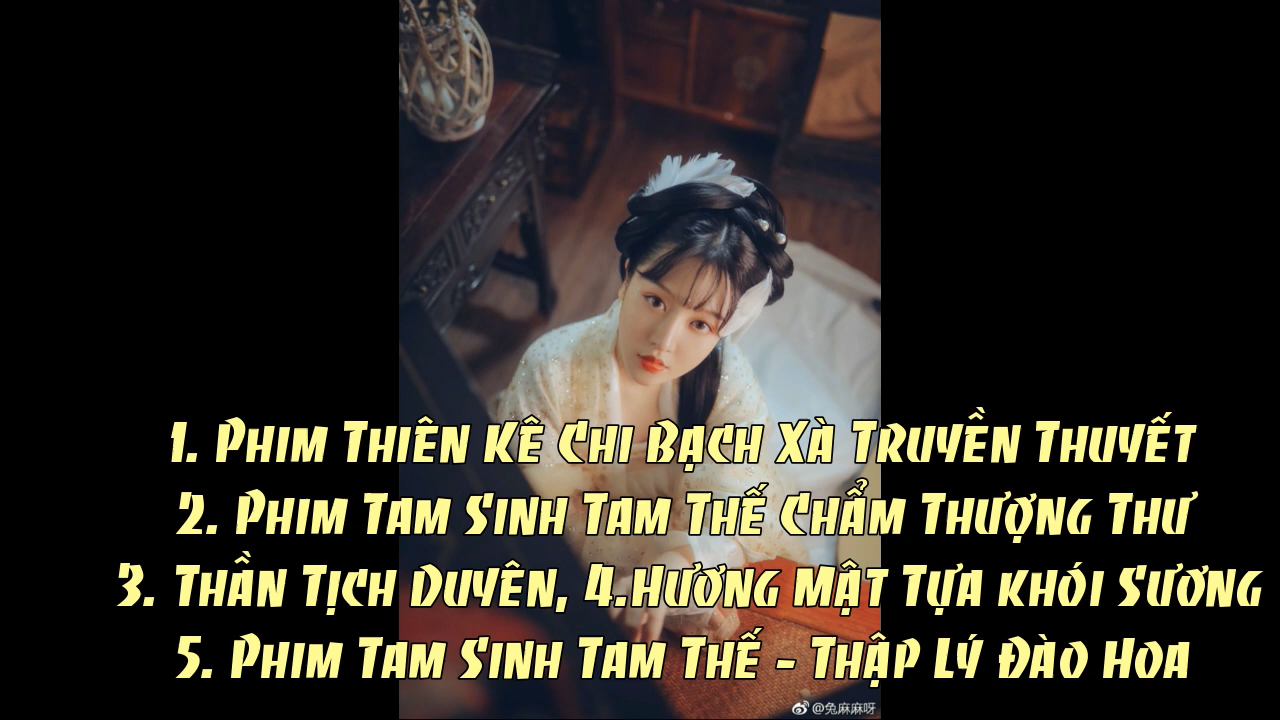 1. Phim Thiên Kê Chi Bạch Xà Truyền Thuyết
2. Phim Tam Sinh Tam Thế Chẩm Thượng Thư
3. Thần Tịch Duyên, 4.Hương Mật Tựa Khói Sương
5. Phim Tam Sinh Tam Thế - Thập Lý Đào Hoa
@兔麻麻呀